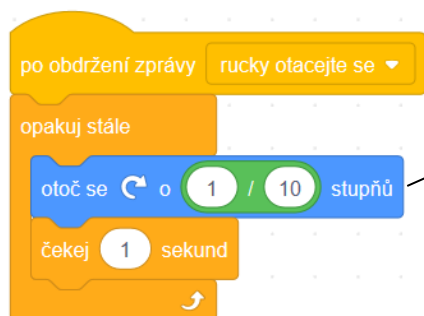 po obdržení zprávy rucky otacejte se
opakuj stále
otoč se o 1 / 10 stupňů
čekej 1 sekund